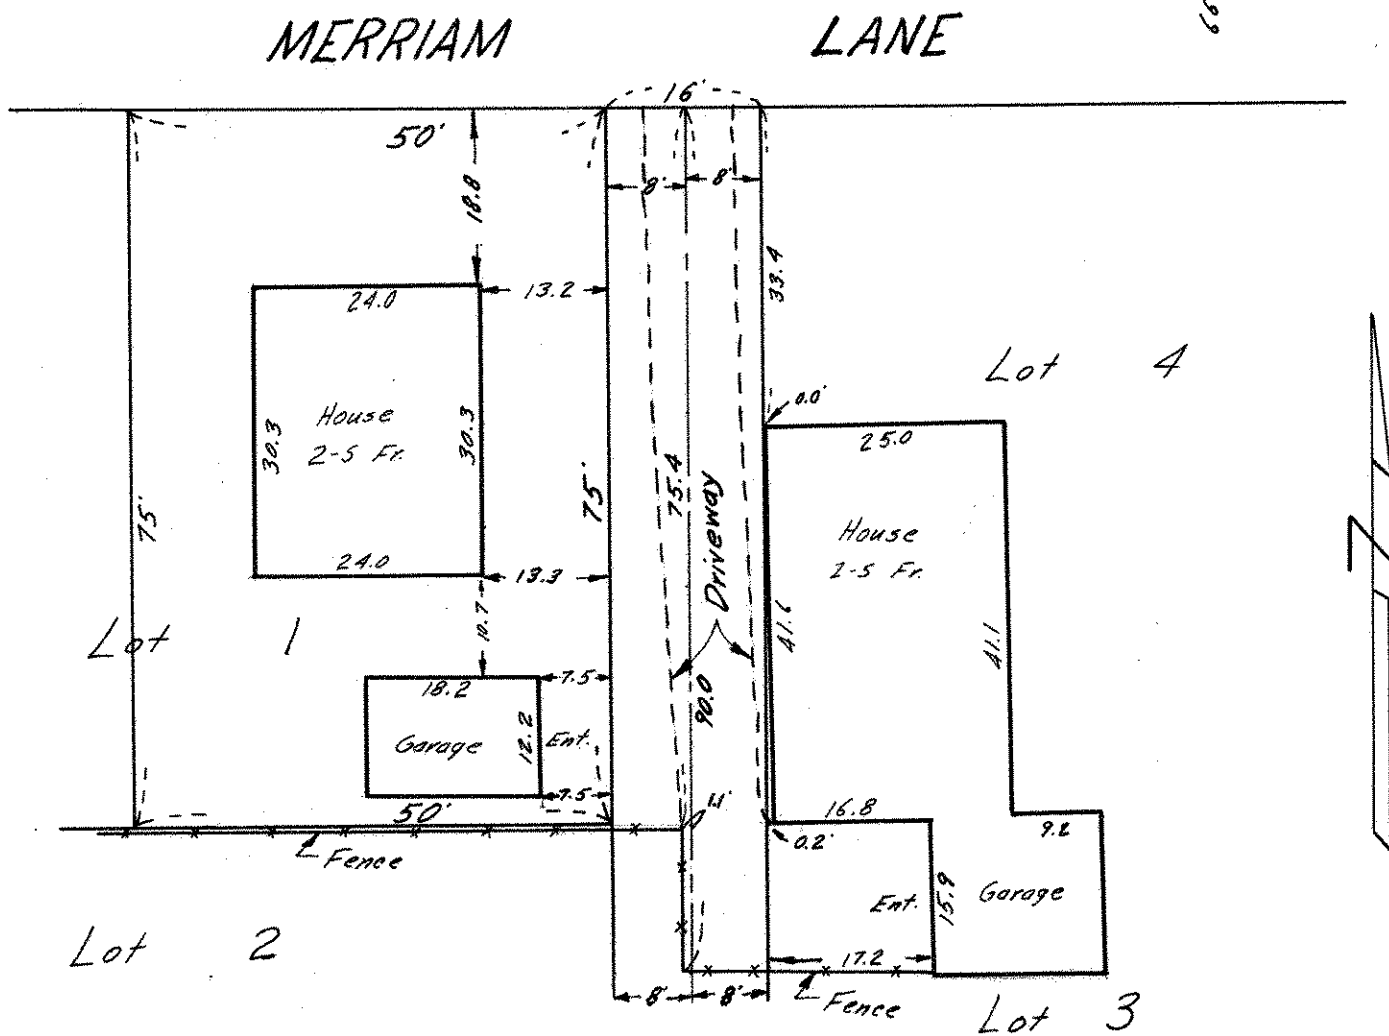 MERRIAM LANE
66
16'
50'
18.8
8' 8'
33.4
24.0
13.2
Lot 4
0.0'
25.0
House
2-S Fr.
30.3
30.3
75'
75'
75.4
Driveway
House
2-S Fr.
24.0
13.3
10.7
41.6
41.1
Lot 1
7.5
18.2
90.0
Garage
12.2
Ent.
7.5
50'
1.1'
16.8
9.2
0.2'
Fence
Ent.
15.9
Garage
Lot 2
17.2
8' 8'
Fence
Lot 3